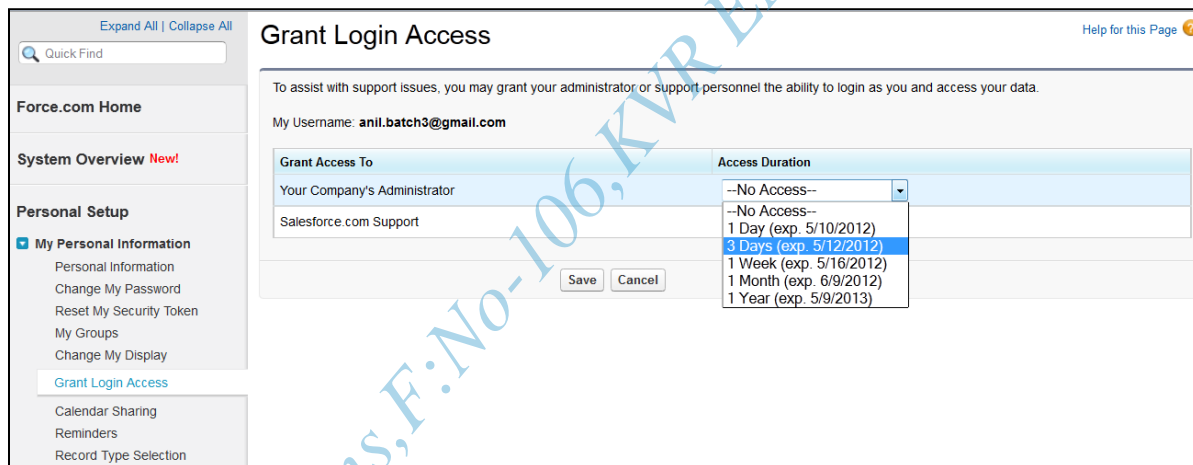 Expand All | Collapse All
Quick Find
Force.com Home
System Overview New!
Personal Setup
My Personal Information
Personal Information
Change My Password
Reset My Security Token
My Groups
Change My Display
Grant Login Access
Calendar Sharing
Reminders
Record Type Selection
Grant Login Access
Help for this Page
To assist with support issues, you may grant your administrator or support personnel the ability to login as you and access your data.
My Username: anil.batch3@gmail.com
Grant Access To Access Duration
Your Company's Administrator --No Access--
Salesforce.com Support
--No Access--
1 Day (exp. 5/10/2012)
3 Days (exp. 5/12/2012)
1 Week (exp. 5/16/2012)
1 Month (exp. 6/9/2012)
1 Year (exp. 5/9/2013)
Save Cancel
F:No-106,KVR